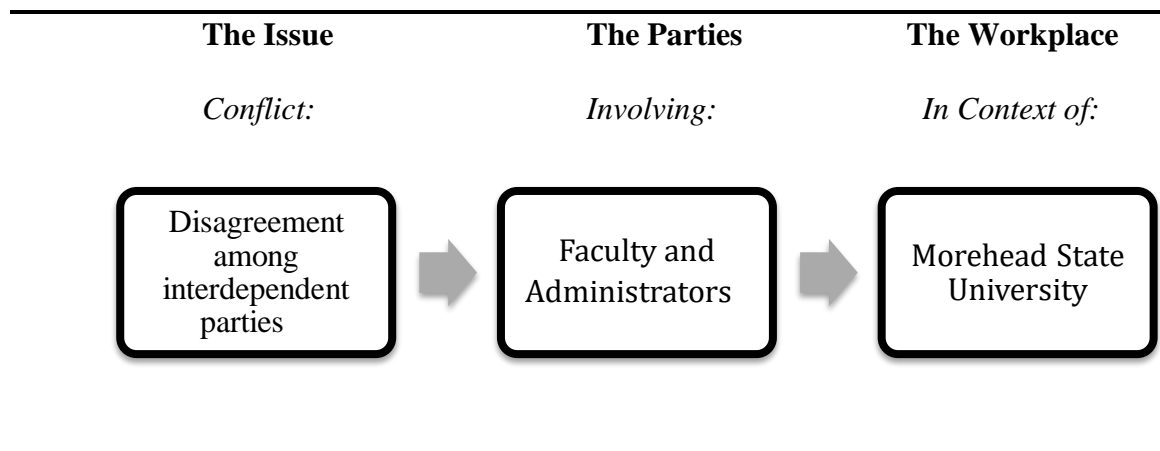 The Issue
The Parties
The Workplace
Conflict:
Involving:
In Context of:
Disagreement
among
interdependent
parties
Faculty and
Administrators
Morehead State
University